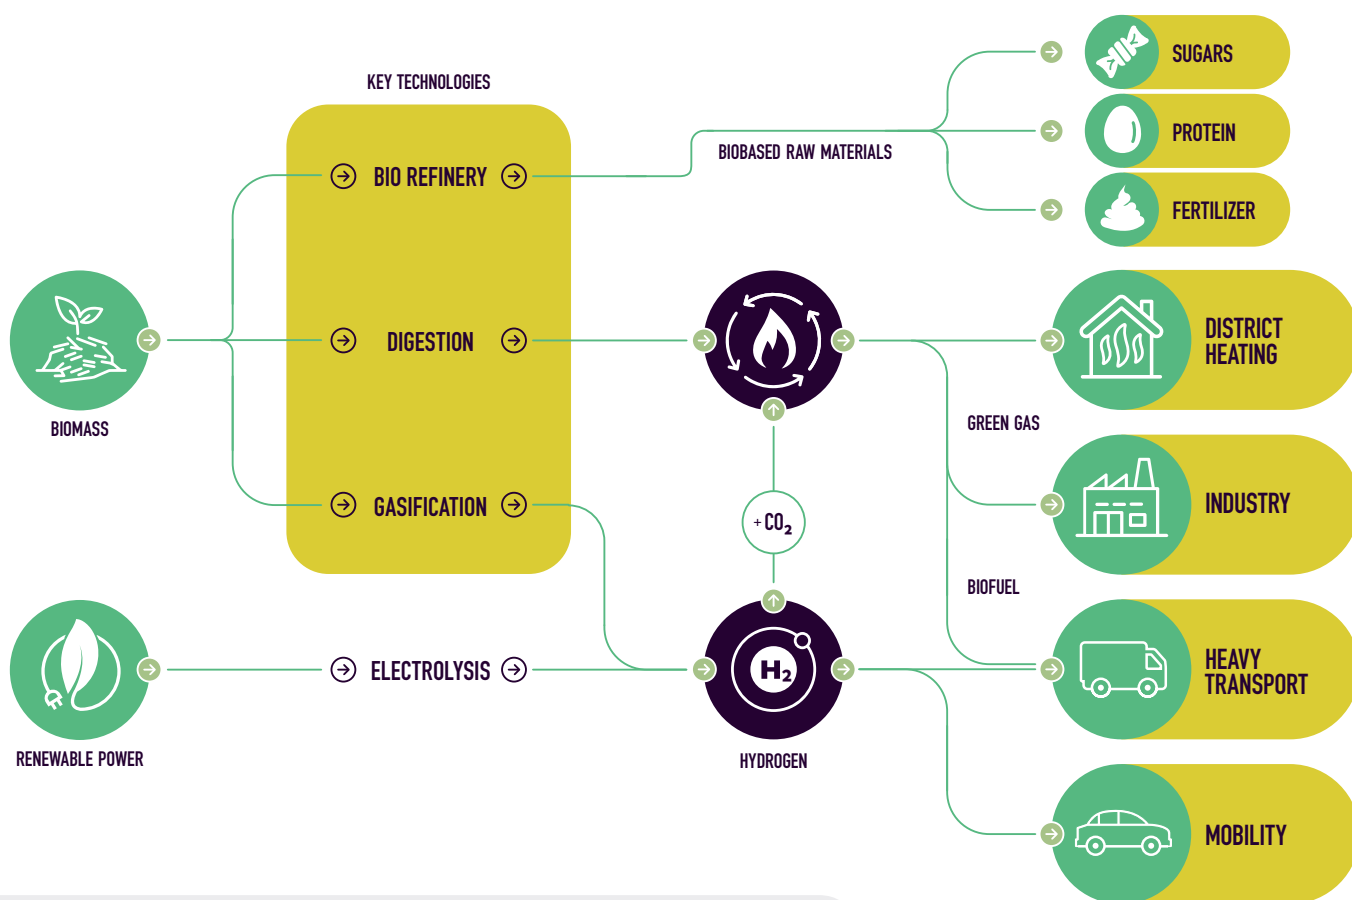 KEY TECHNOLOGIES
BIO REFINERY
DIGESTION
GASIFICATION
ELECTROLYSIS
BIOMASS
RENEWABLE POWER
BIOBASED RAW MATERIALS
+CO₂
H₂
HYDROGEN
GREEN GAS
BIOFUEL
SUGARS
PROTEIN
FERTILIZER
DISTRICT
HEATING
INDUSTRY
HEAVY
TRANSPORT
MOBILITY